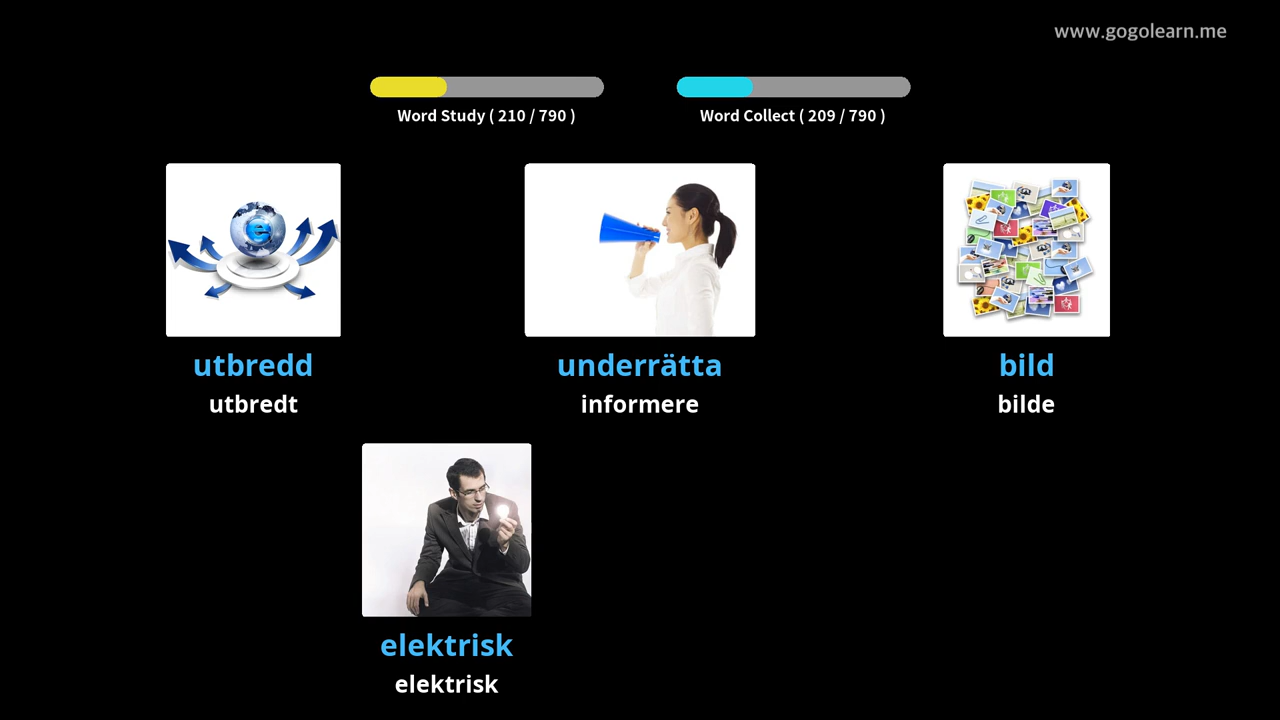 www.gogolearn.me
Word Study ( 210 / 790 )
Word Collect ( 209 / 790 )
utbredd
utbredt
underrätta
informere
bild
bilde
elektrisk
elektrisk